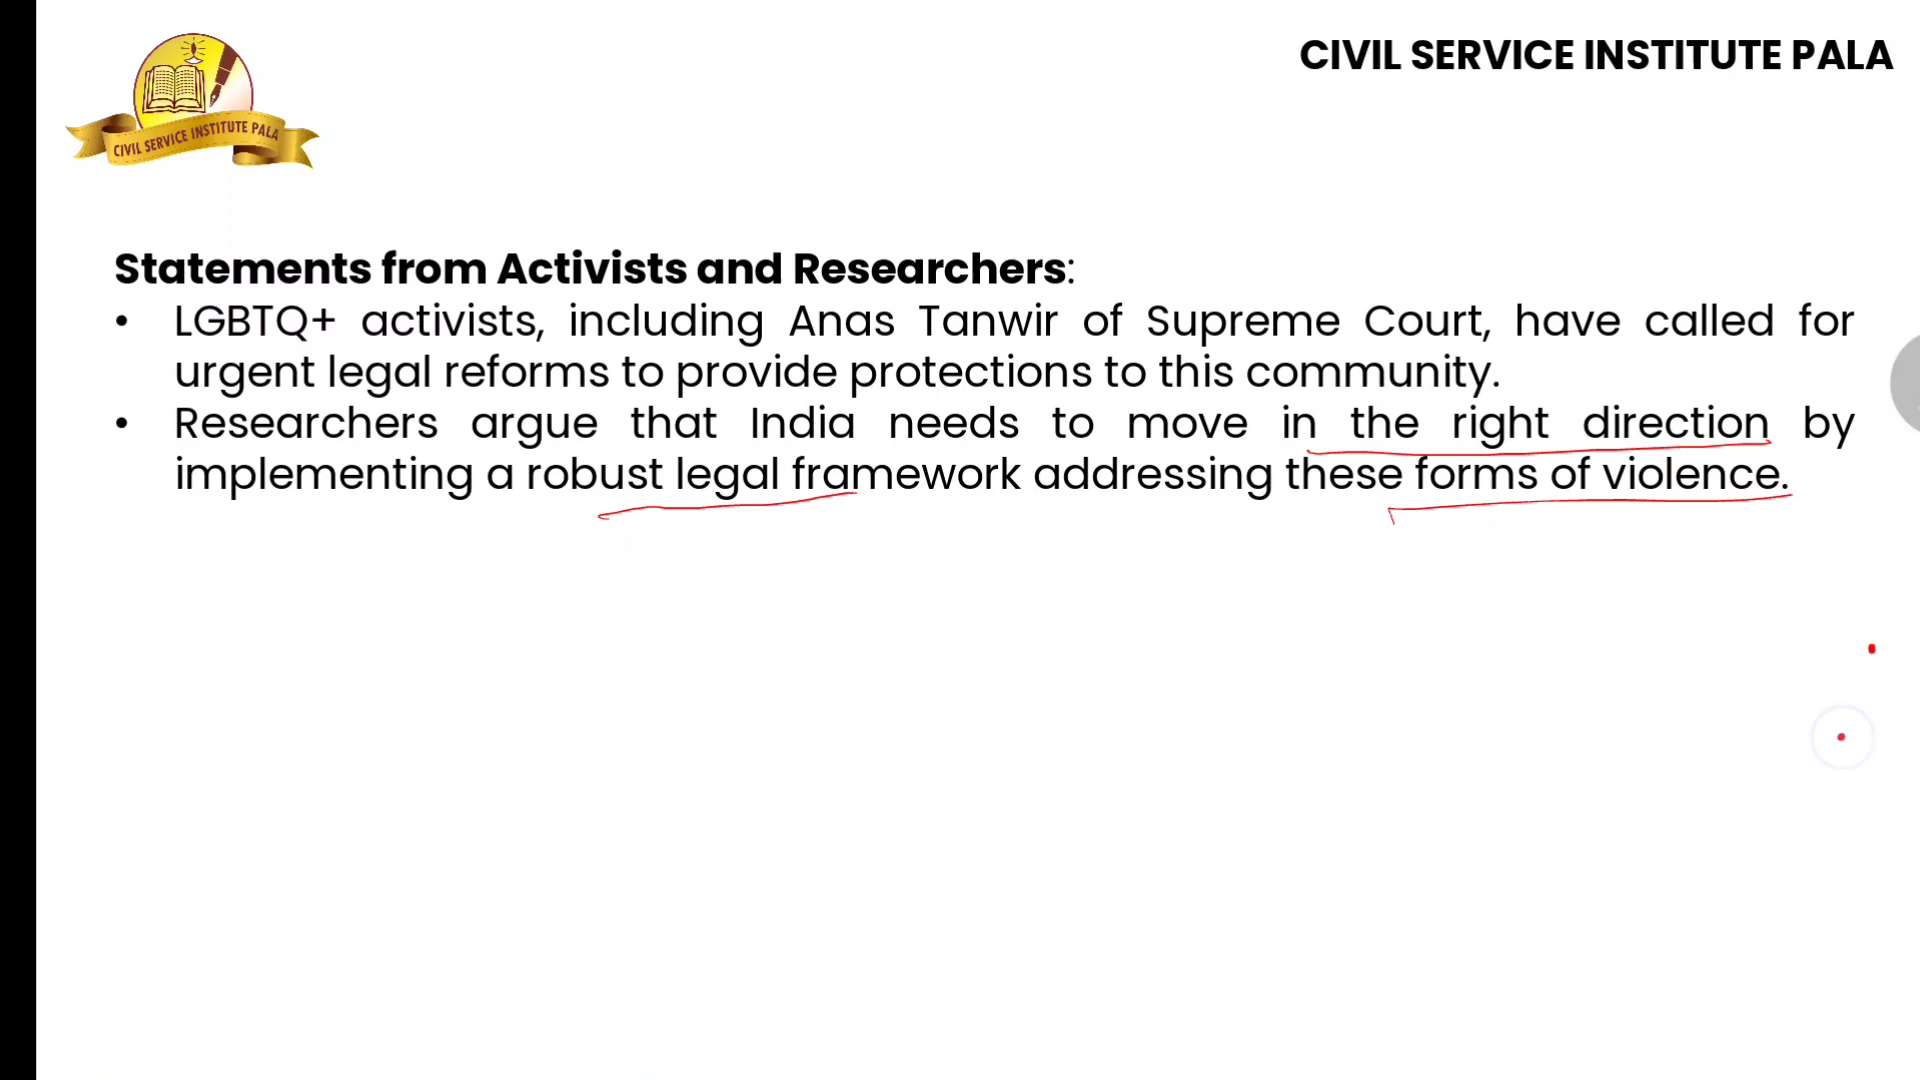 CIVIL SERVICE INSTITUTE PALA
CIVIL SERVICE INSTITUTE PALA
Statements from Activists and Researchers:
• LGBTQ+ activists, including Anas Tanwir of Supreme Court, have called for
urgent legal reforms to provide protections to this community.
• Researchers argue that India needs to move in the right direction by
implementing a robust legal framework addressing these forms of violence.